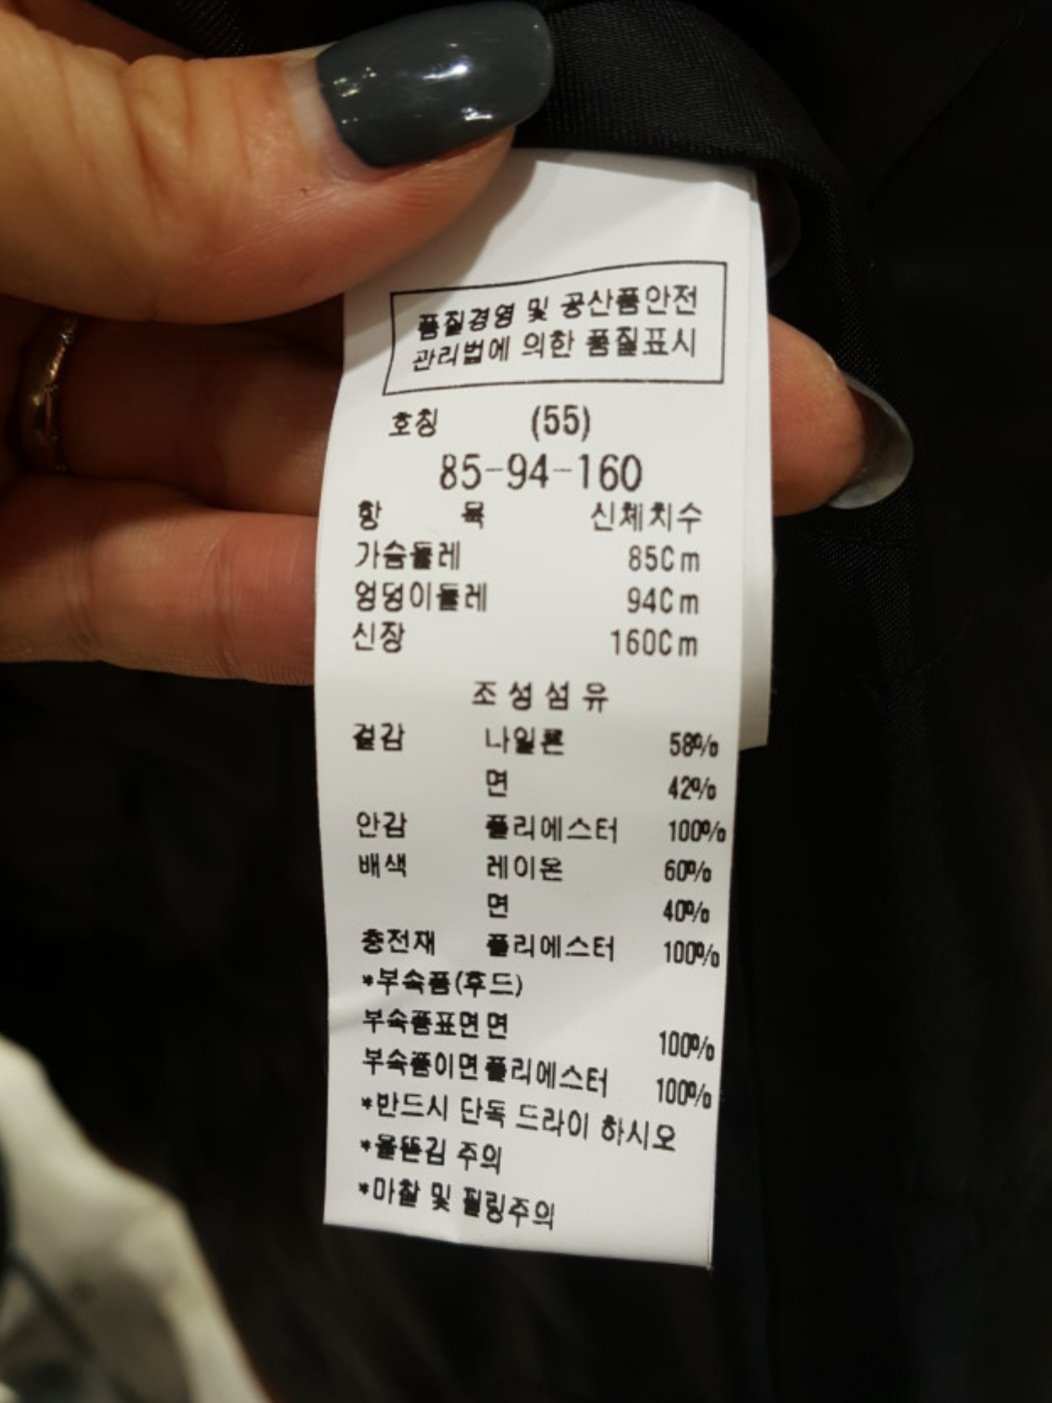 품질경영 및 공산품안전
관리법에 의한 품질표시
호칭 (55)
85-94-160
항 목 신체치수
가슴둘레 85Cm
엉덩이둘레 94Cm
신장 160Cm
조성섬유
겉감 나일론 58%
면 42%
안감 폴리에스터 100%
배색 레이온 60%
면 40%
충전재 폴리에스터 100%
*부속품(후드)
부속품표면 면 100%
부속품이면 폴리에스터 100%
*반드시 단독 드라이 하시오
*올뜯김 주의
*마찰 및 필링주의